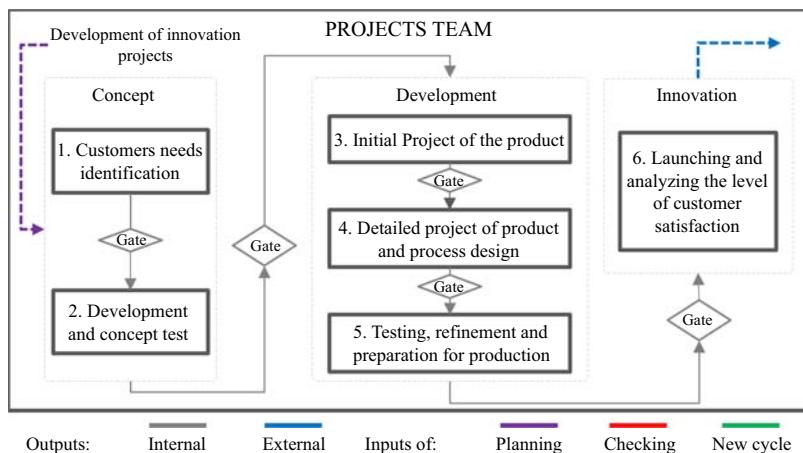 PROJECTS TEAM
Development of innovation
projects
Concept
1. Customers needs
identification
Gate
2. Development
and concept test
Gate
Development
3. Initial Project of the product
Gate
4. Detailed project of product
and process design
Gate
5. Testing, refinement and
preparation for production
Gate
Innovation
6. Launching and
analyzing the level
of customer
satisfaction
Outputs: Internal External Inputs of: Planning Checking New cycle